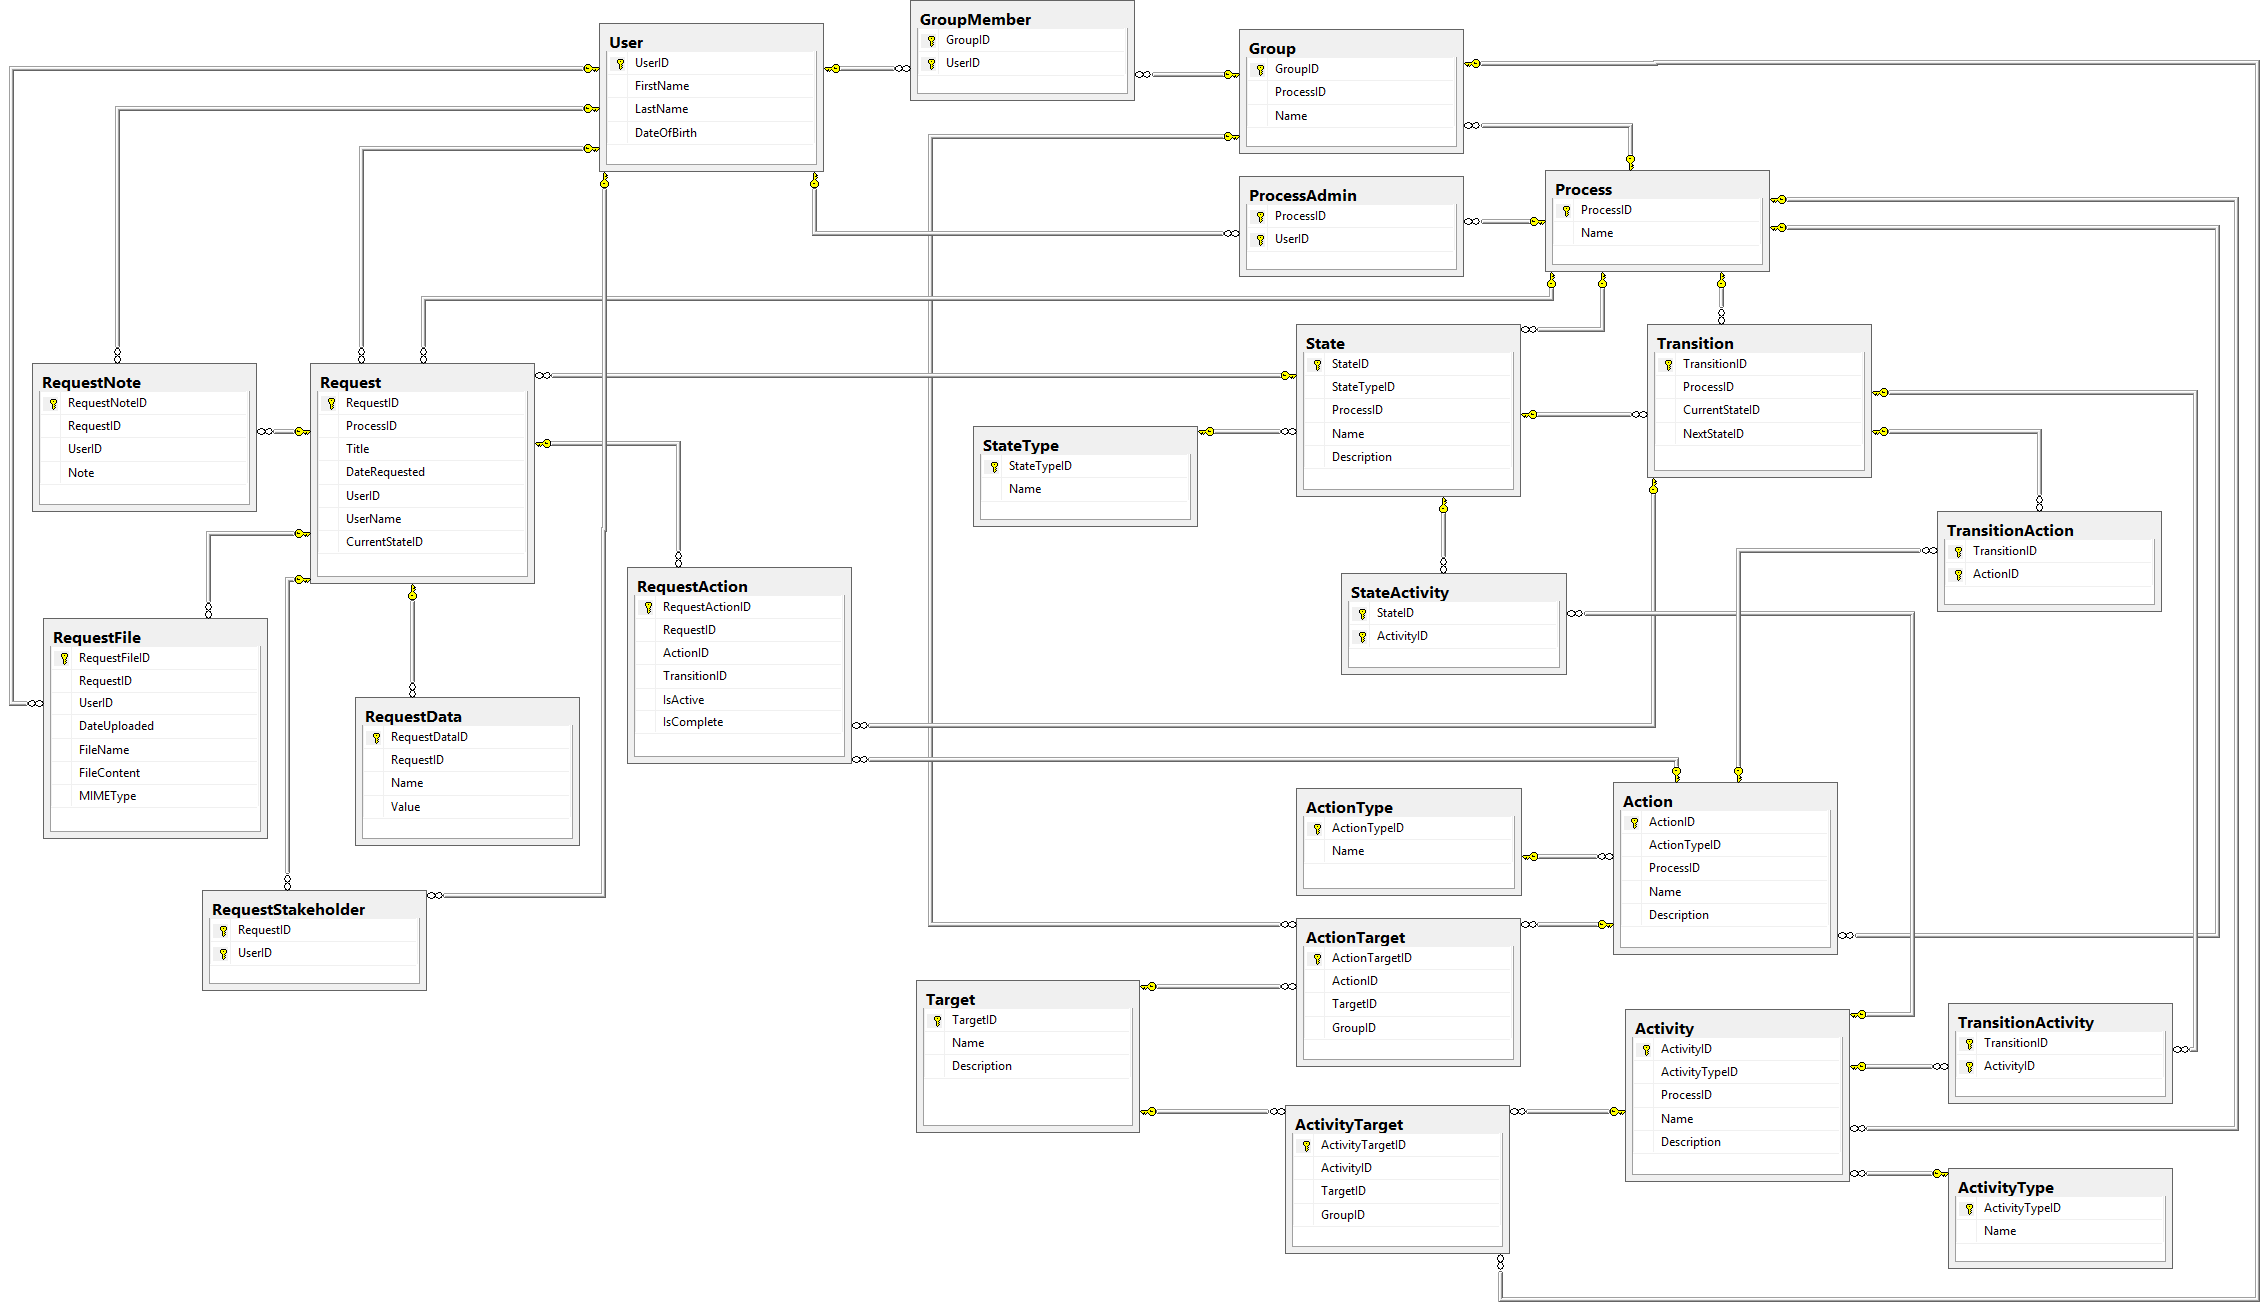 User
UserID
FirstName
LastName
DateOfBirth
GroupMember
GroupID
UserID
Group
GroupID
ProcessID
Name
ProcessAdmin
ProcessID
UserID
Process
ProcessID
Name
RequestNote
RequestNoteID
RequestID
UserID
Note
Request
RequestID
ProcessID
Title
DateRequested
UserID
UserName
CurrentStateID
State
StateID
StateTypeID
ProcessID
Name
Description
Transition
TransitionID
ProcessID
CurrentStateID
NextStateID
StateType
StateTypeID
Name
TransitionAction
TransitionID
ActionID
RequestAction
RequestActionID
RequestID
ActionID
TransitionID
IsActive
IsComplete
StateActivity
StateID
ActivityID
RequestFile
RequestFileID
RequestID
UserID
DateUploaded
FileName
FileContent
MIMEType
RequestData
RequestDataID
RequestID
Name
Value
ActionType
ActionTypeID
Name
Action
ActionID
ActionTypeID
ProcessID
Name
Description
RequestStakeholder
RequestID
UserID
ActionTarget
ActionTargetID
ActionID
TargetID
GroupID
Target
TargetID
Name
Description
Activity
ActivityID
ActivityTypeID
ProcessID
Name
Description
TransitionActivity
TransitionID
ActivityID
ActivityTarget
ActivityTargetID
ActivityID
TargetID
GroupID
ActivityType
ActivityTypeID
Name